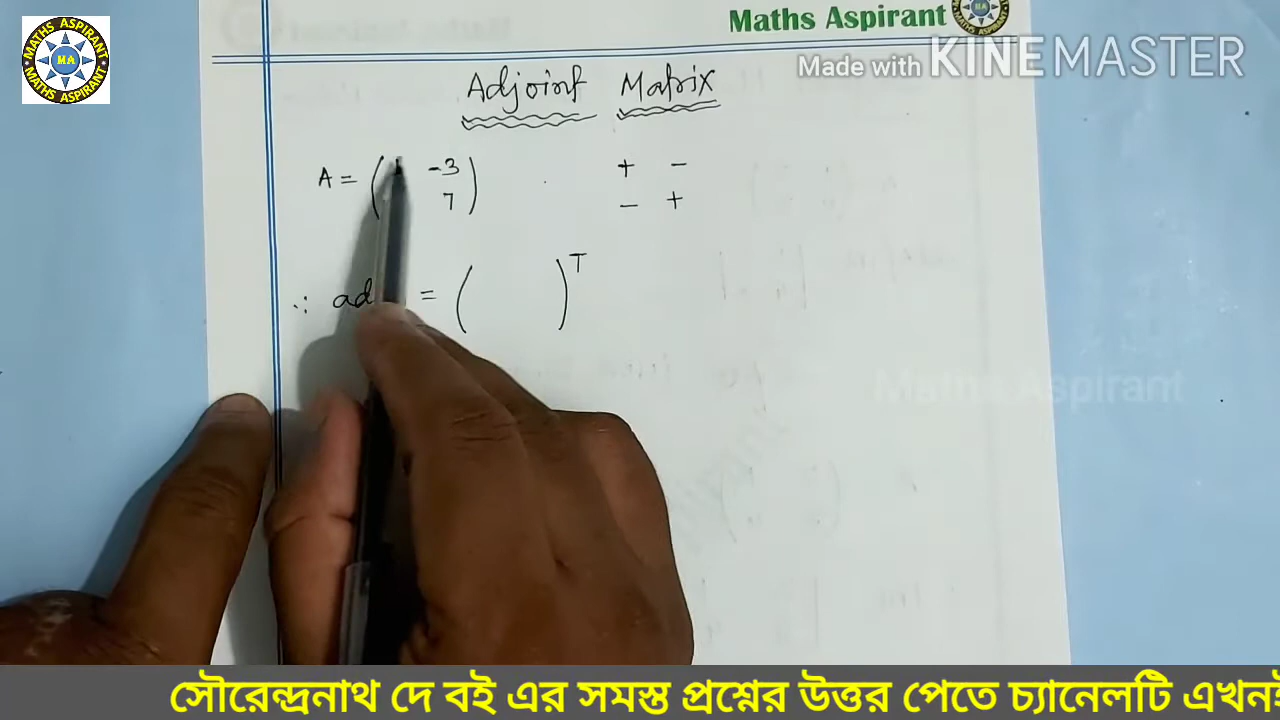 Maths Aspirant
Made with KINEMASTER
MATHS ASPIRANT
MA
MATHS ASPIRANT
Adjoint Matrix
A = ( -3
7 )
+ -
- +
∴ ad = ( )ᵀ
Maths Aspirant
সৌরেন্দ্রনাথ দে বই এর সমস্ত প্রশ্নের উত্তর পেতে চ্যানেলটি